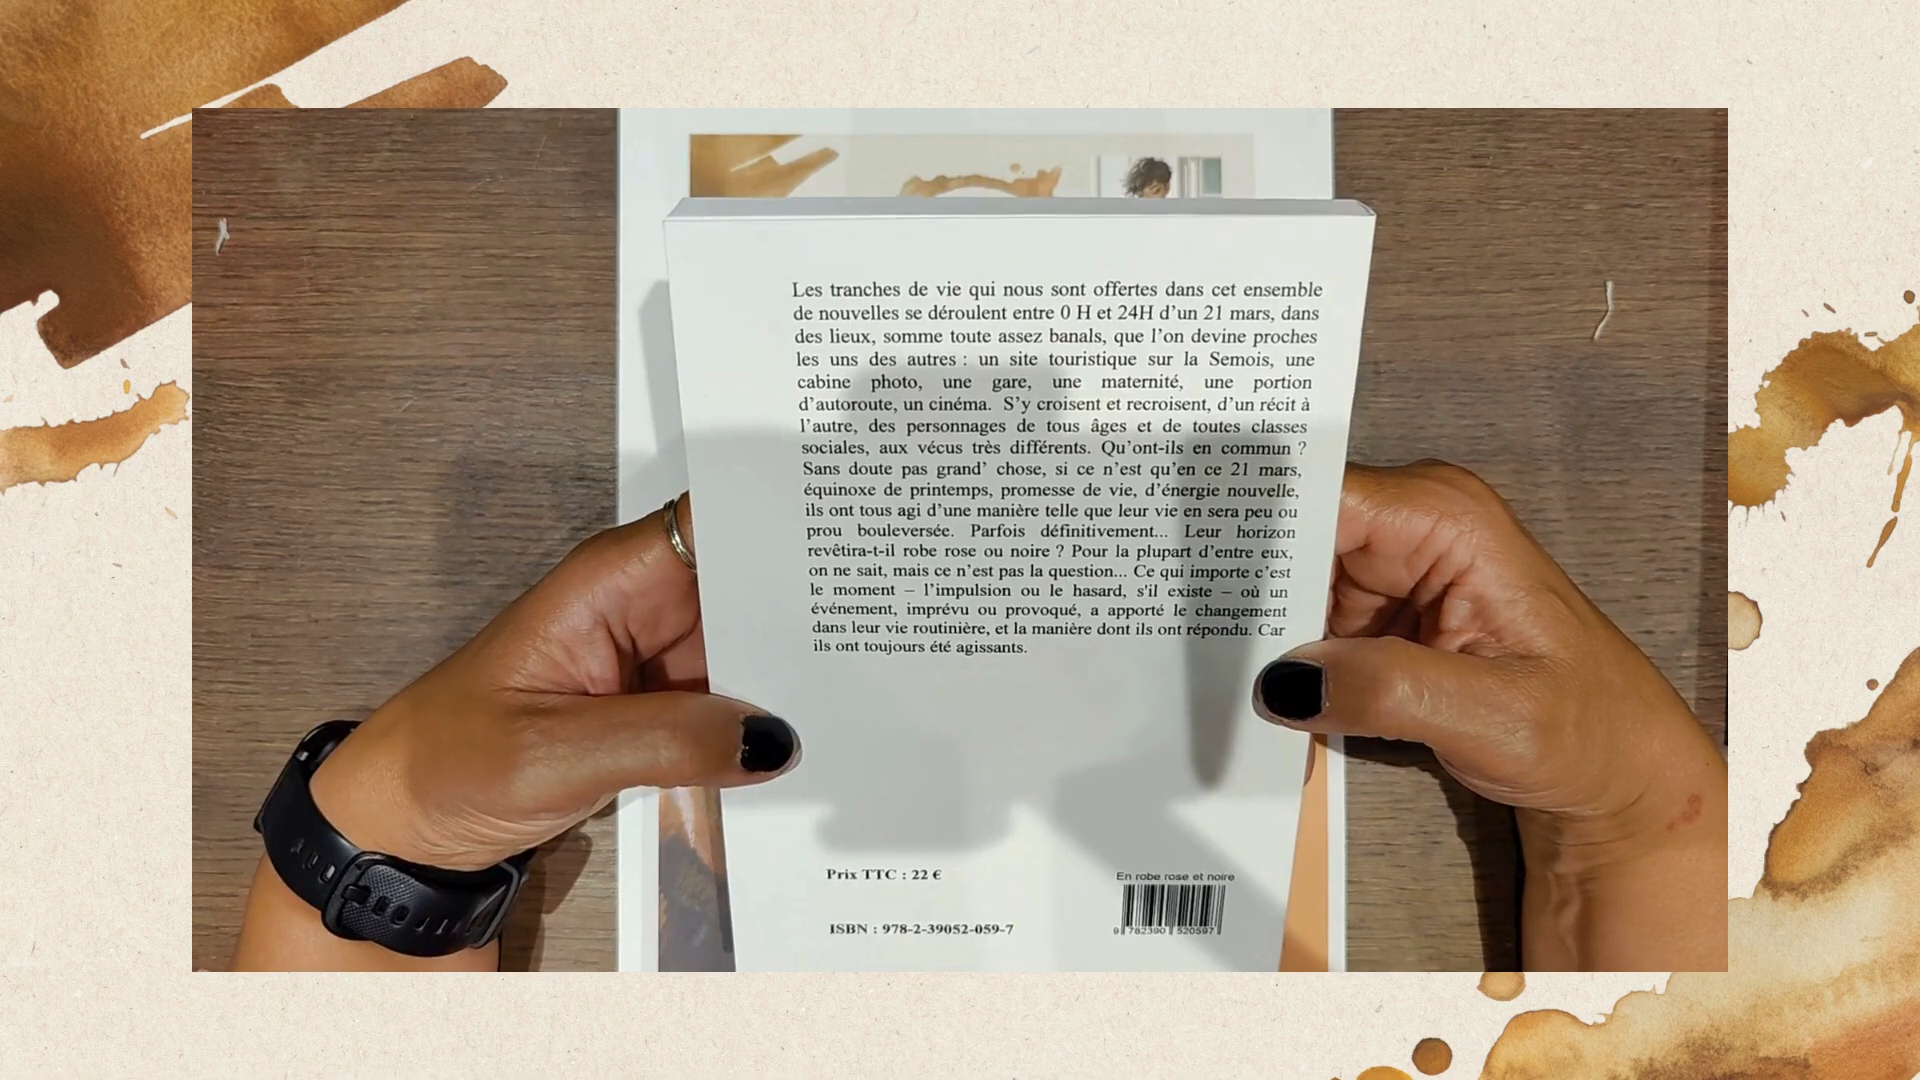 Les tranches de vie qui nous sont offertes dans cet ensemble
de nouvelles se déroulent entre 0 H et 24H d’un 21 mars, dans
des lieux, somme toute assez banals, que l’on devine proches
les uns des autres : un site touristique sur la Semois, une
cabine photo, une gare, une maternité, une portion
d’autoroute, un cinéma. S’y croisent et recroisent, d’un récit à
l’autre, des personnages de tous âges et de toutes classes
sociales, aux vécus très différents. Qu’ont-ils en commun ?
Sans doute pas grand’ chose, si ce n’est qu’en ce 21 mars,
équinoxe de printemps, promesse de vie, d’énergie nouvelle,
ils ont tous agi d’une manière telle que leur vie en sera peu ou
prou bouleversée. Parfois définitivement... Leur horizon
revêtira-t-il robe rose ou noire ? Pour la plupart d’entre eux,
on ne sait, mais ce n’est pas la question... Ce qui importe c’est
le moment – l’impulsion ou le hasard, s'il existe – où un
événement, imprévu ou provoqué, a apporté le changement
dans leur vie routinière, et la manière dont ils ont répondu. Car
ils ont toujours été agissants.
Prix TTC : 22 €
En robe rose et noire
ISBN : 978-2-39052-059-7
9 782390 520597